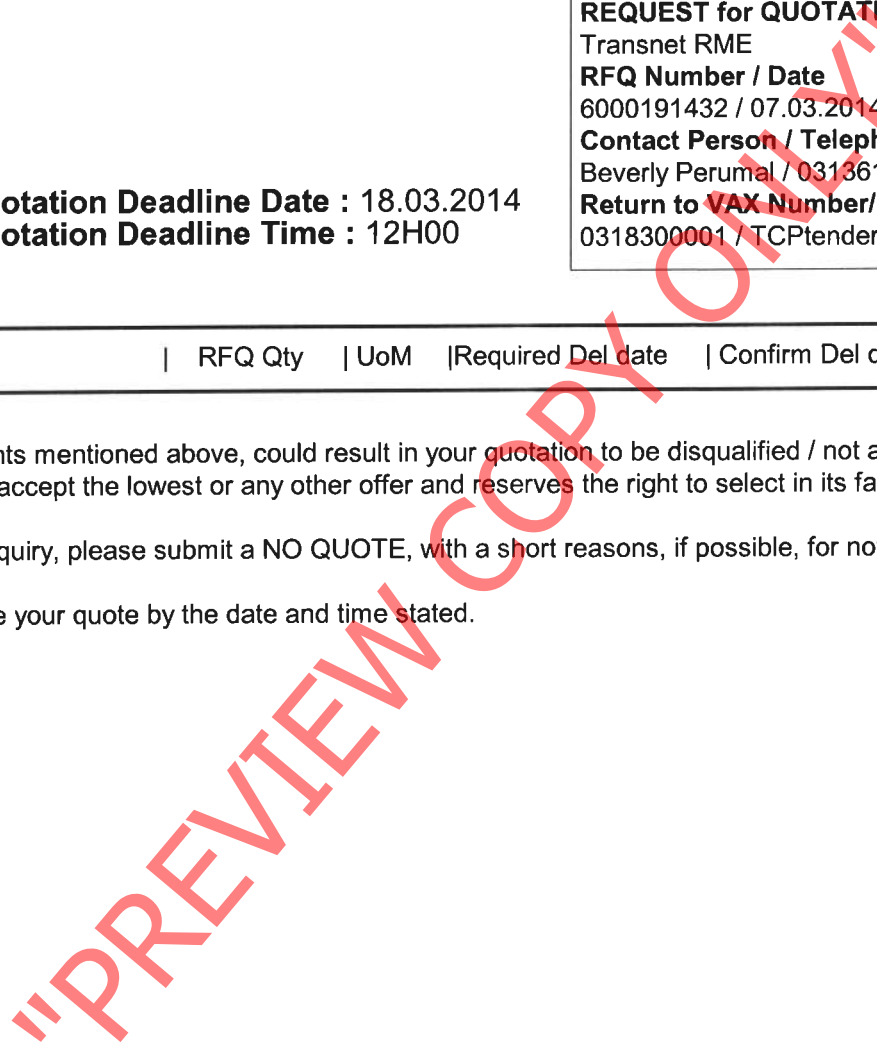 REQUEST for QUOTATI
Transnet RME
RFQ Number / Date
6000191432 / 07.03.2014
Contact Person / Teleph
Beverly Perumal / 031361
otation Deadline Date : 18.03.2014
Return to VAX Number/
otation Deadline Time : 12H00
0318300001 / TCPtender
| RFQ Qty | UoM |Required Del date | Confirm Del d
nts mentioned above, could result in your quotation to be disqualified / not a
accept the lowest or any other offer and reserves the right to select in its fa
quiry, please submit a NO QUOTE, with a short reasons, if possible, for no
e your quote by the date and time stated.
"PREVIEW COPY ONLY"